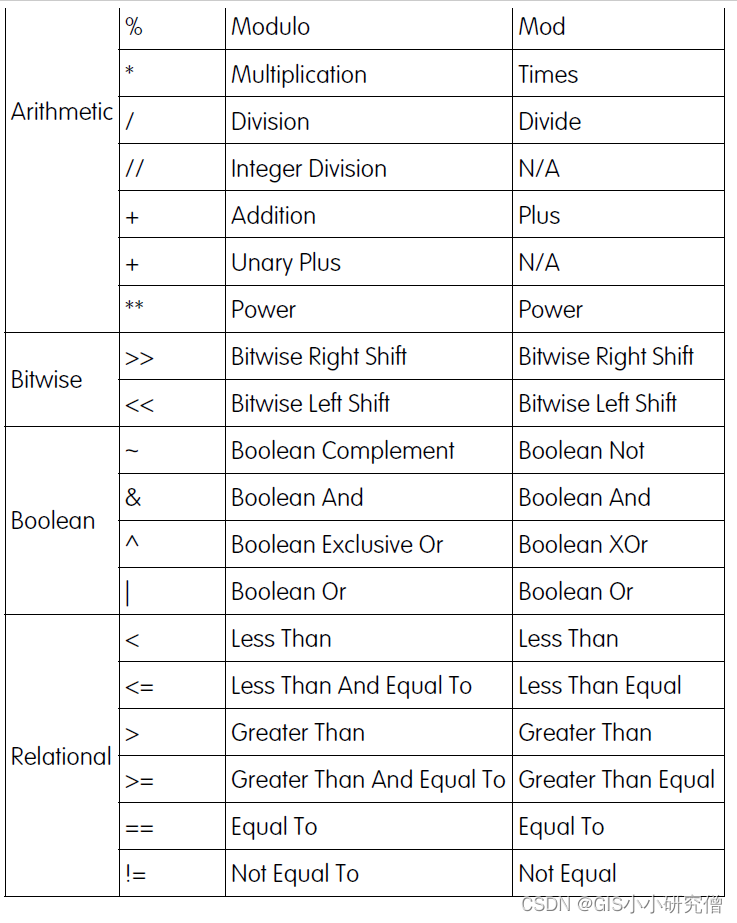 % Modulo Mod
* Multiplication Times
Arithmetic
/ Division Divide
// Integer Division N/A
+ Addition Plus
+ Unary Plus N/A
** Power Power
>> Bitwise Right Shift Bitwise Right Shift
Bitwise
<< Bitwise Left Shift Bitwise Left Shift
~ Boolean Complement Boolean Not
& Boolean And Boolean And
Boolean
^ Boolean Exclusive Or Boolean XOr
| Boolean Or Boolean Or
< Less Than Less Than
<= Less Than And Equal To Less Than Equal
> Greater Than Greater Than
Relational
>= Greater Than And Equal To Greater Than Equal
== Equal To Equal To
!= Not Equal To Not Equal
CSDN @GIS小小研究僧